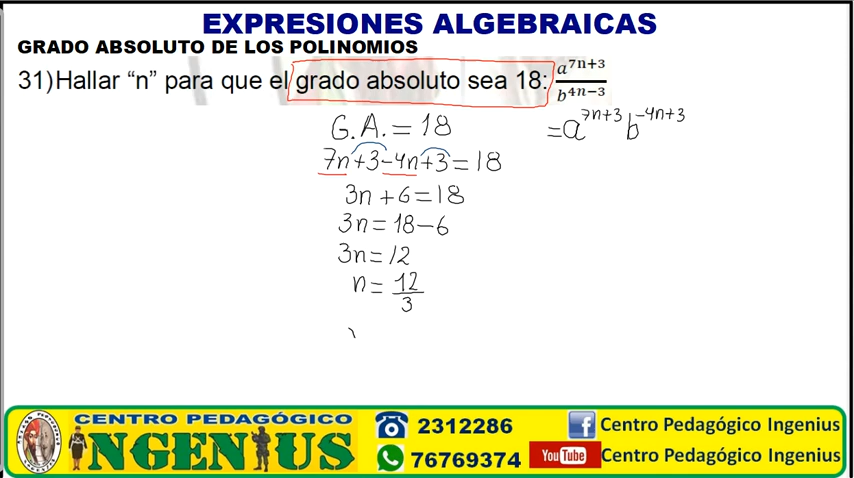 EXPRESIONES ALGEBRAICAS
GRADO ABSOLUTO DE LOS POLINOMIOS
31)Hallar “n” para que el grado absoluto sea 18: a^{7n+3}/b^{4n−3}
G.A.=18
=a^{7n+3} b^{-4n+3}
7n+3-4n+3=18
3n+6=18
3n=18-6
3n=12
n=12/3
CENTRO PEDAGÓGICO
INGENIUS
2312286
76769374
Centro Pedagógico Ingenius
YouTube Centro Pedagógico Ingenius